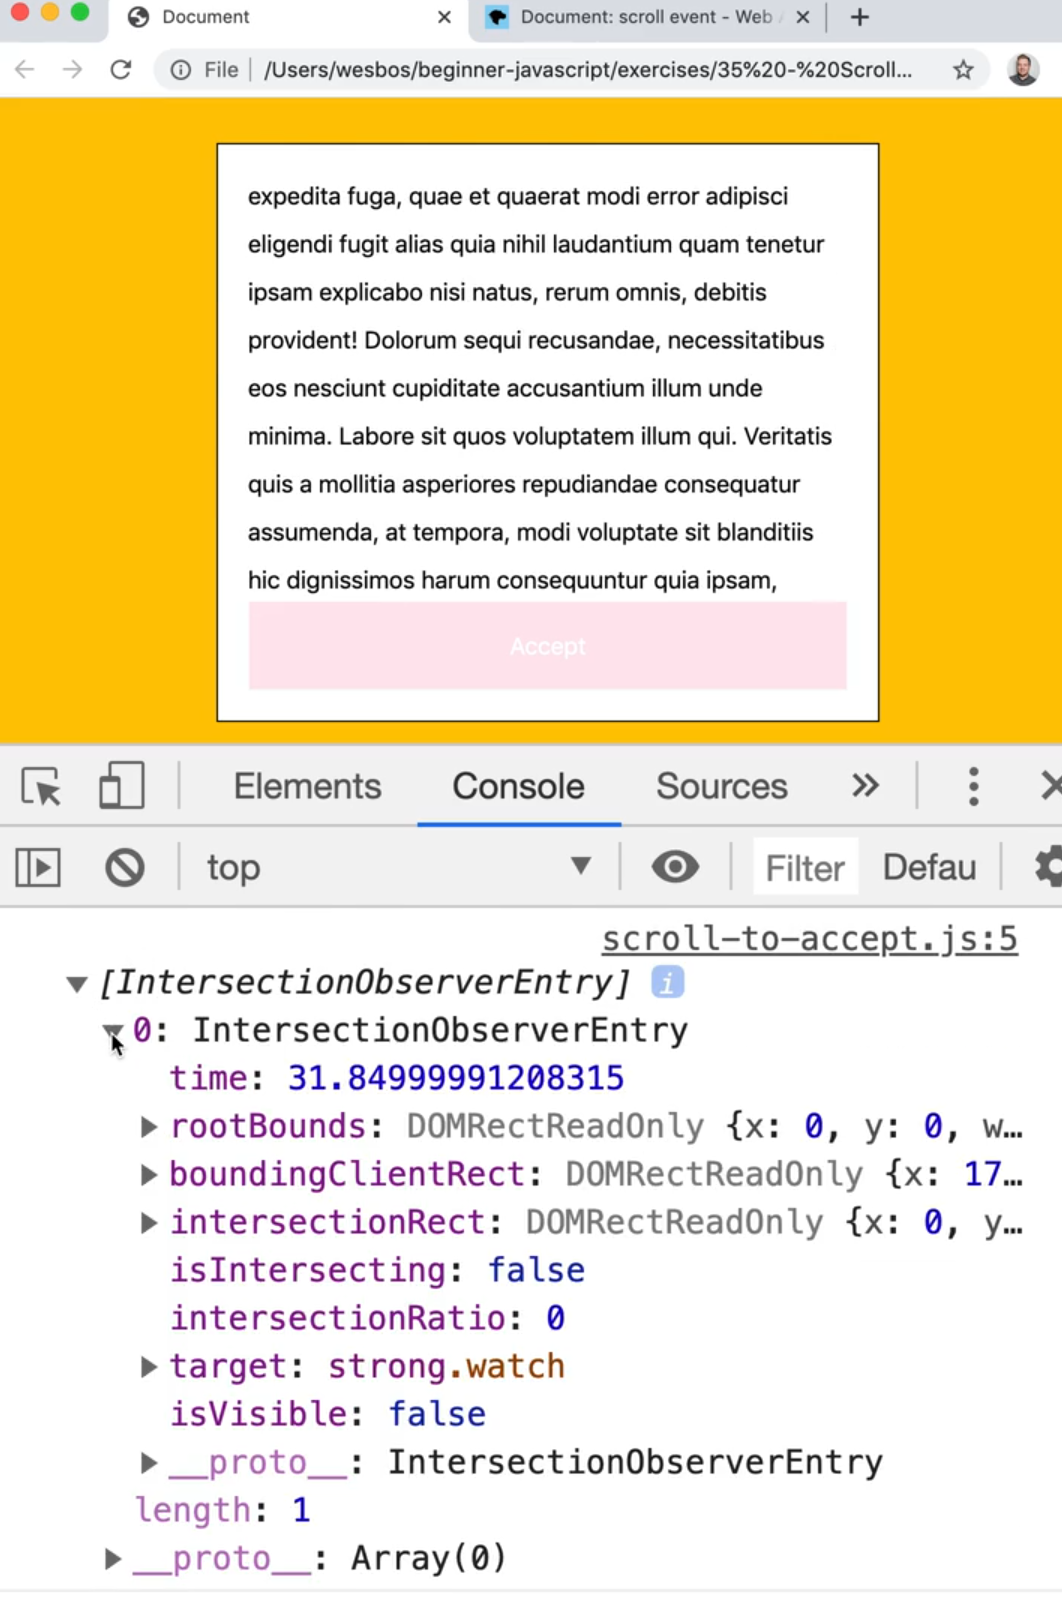 Document
Document: scroll event - Web
File
/Users/wesbos/beginner-javascript/exercises/35%20-%20Scroll...
expedita fuga, quae et quaerat modi error adipisci
eligendi fugit alias quia nihil laudantium quam tenetur
ipsam explicabo nisi natus, rerum omnis, debitis
provident! Dolorum sequi recusandae, necessitatibus
eos nesciunt cupiditate accusantium illum unde
minima. Labore sit quos voluptatem illum qui. Veritatis
quis a mollitia asperiores repudiandae consequatur
assumenda, at tempora, modi voluptate sit blanditiis
hic dignissimos harum consequuntur quia ipsam,
Accept
Elements Console Sources »
top Filter Defau
scroll-to-accept.js:5
[IntersectionObserverEntry] i
0: IntersectionObserverEntry
time: 31.84999991208315
rootBounds: DOMRectReadOnly {x: 0, y: 0, w…
boundingClientRect: DOMRectReadOnly {x: 17…
intersectionRect: DOMRectReadOnly {x: 0, y…
isIntersecting: false
intersectionRatio: 0
target: strong.watch
isVisible: false
__proto__: IntersectionObserverEntry
length: 1
__proto__: Array(0)